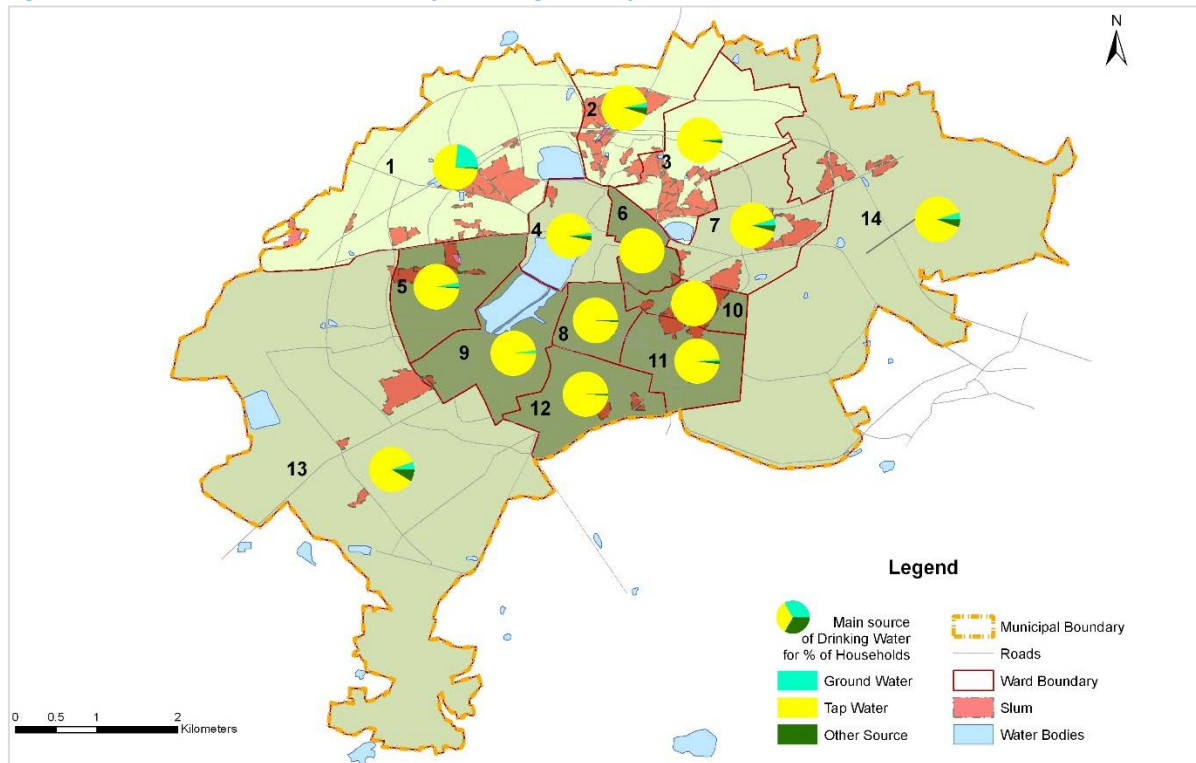 N
2
1
3
4
6
7
14
5
10
8
9
11
12
13
Legend
Main source
of Drinking Water
for % of Households
Ground Water
Tap Water
Other Source
Municipal Boundary
Roads
Ward Boundary
Slum
Water Bodies
0 0.5 1 2
Kilometers